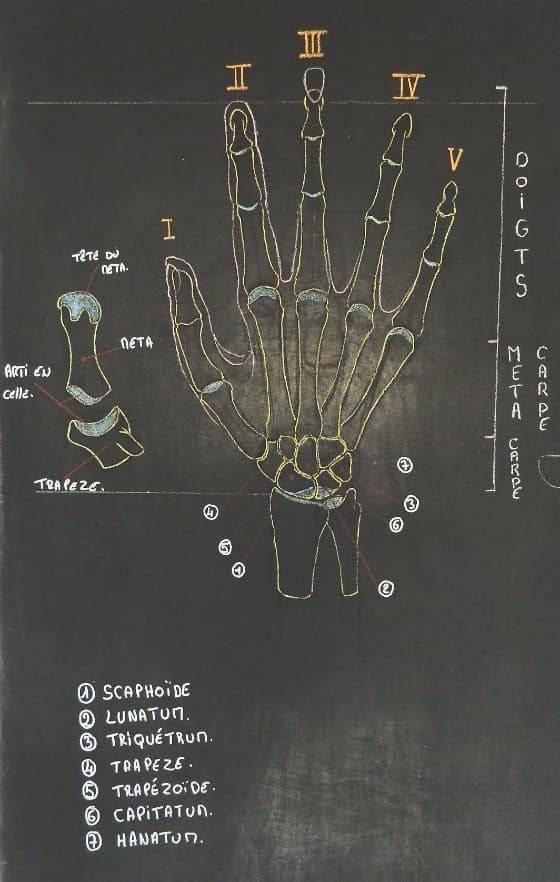 III
II
IV
V
I
DOIGTS
META CARPE
CARPE
TÊTE DU
META.
META
ARTI EN
Celle.
TRAPEZE.
7
3
6
4
5
1
2
1 SCAPHOÏDE
2 LUNATUM.
3 TRIQUÉTRUM.
4 TRAPEZE.
5 TRAPÉZOÏDE.
6 CAPITATUM.
7 HAMATUM.